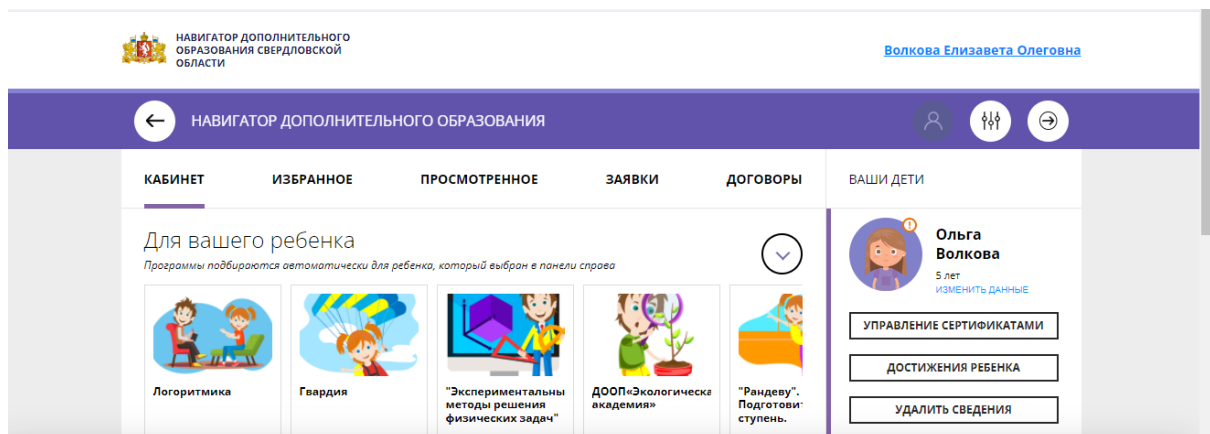 НАВИГАТОР ДОПОЛНИТЕЛЬНОГО
ОБРАЗОВАНИЯ СВЕРДЛОВСКОЙ
ОБЛАСТИ
Волкова Елизавета Олеговна
НАВИГАТОР ДОПОЛНИТЕЛЬНОГО ОБРАЗОВАНИЯ
КАБИНЕТ ИЗБРАННОЕ ПРОСМОТРЕННОЕ ЗАЯВКИ ДОГОВОРЫ
Для вашего ребенка
Программы подбираются автоматически для ребенка, который выбран в панели справа
Логоритмика
Гвардия
"Экспериментальны
методы решения
физических задач"
ДООП«Экологическа
академия»
"Рандеву".
Подготовит
ступень.
ВАШИ ДЕТИ
Ольга
Волкова
5 лет
ИЗМЕНИТЬ ДАННЫЕ
УПРАВЛЕНИЕ СЕРТИФИКАТАМИ
ДОСТИЖЕНИЯ РЕБЕНКА
УДАЛИТЬ СВЕДЕНИЯ